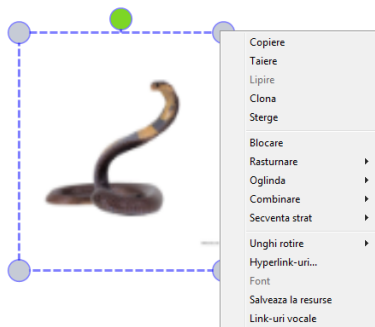 Copiere
Taiere
Lipire
Clona
Sterge
Blocare
Rasturnare
Oglinda
Combinare
Secventa strat
Unghi rotire
Hyperlink-uri...
Font
Salveaza la resurse
Link-uri vocale